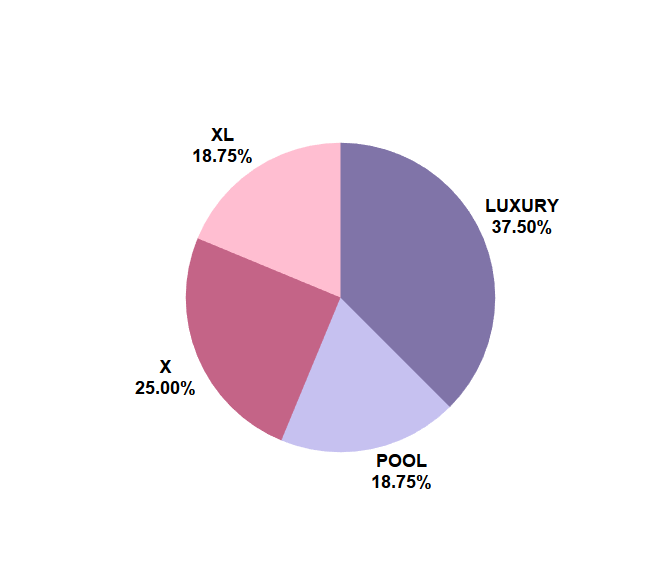 XL
18.75%
LUXURY
37.50%
X
25.00%
POOL
18.75%